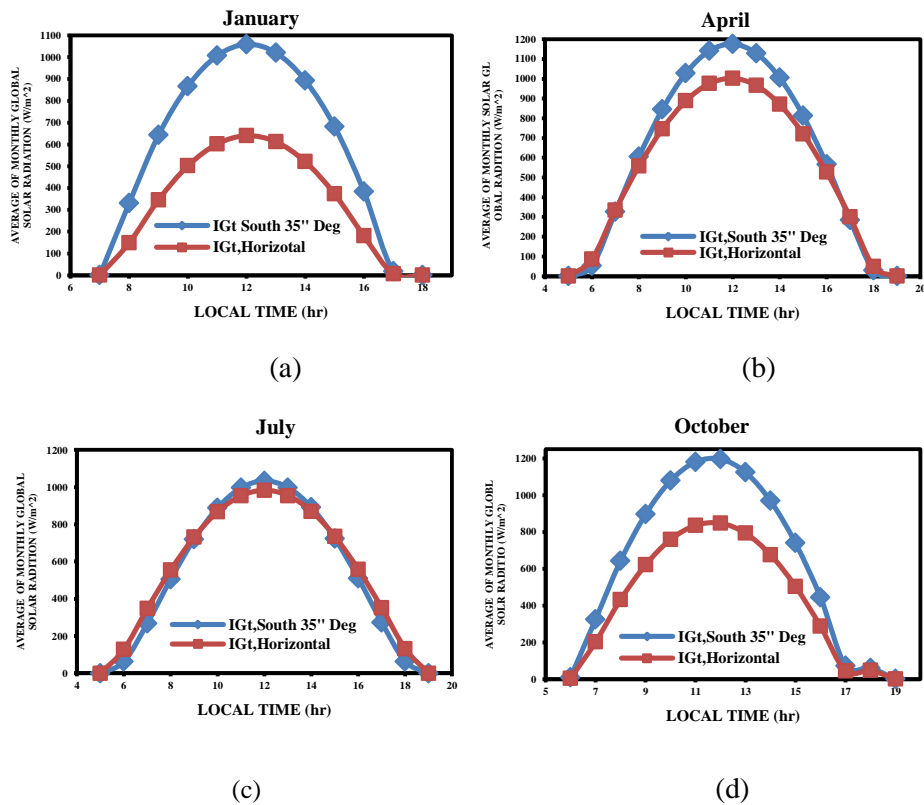 January
AVERAGE OF MONTHLY GLOBAL
SOLAR RADIATION (W/m^2)
1100
1000
900
800
700
600
500
400
300
200
100
0
IGt South 35" Deg
IGt,Horizotal
6 8 10 12 14 16 18
LOCAL TIME (hr)
(a)
April
AVERAGE OF MONTHLY SOLAR GL
OBAL RADITION (W/m^2)
1200
1100
1000
900
800
700
600
500
400
300
200
100
0
IGt,South 35" Deg
IGt,Horizontal
4 6 8 10 12 14 16 18 20
LOCAL TIME (hr)
(b)
July
AVERAGE OF MONTHLY GLOBAL
SOLAR RADITION (W/m^2)
1200
1000
800
600
400
200
0
IGt,South 35" Deg
IGt,Horizontal
4 6 8 10 12 14 16 18 20
LOCAL TIME (hr)
(c)
October
AVERAGE OF MONTHLY GLOBL
SOLR RADITIO (W/m^2)
1200
1000
800
600
400
200
0
IGt,South 35" Deg
IGt,Horizontal
5 7 9 11 13 15 17 19
LOCAL TIME (hr)
(d)